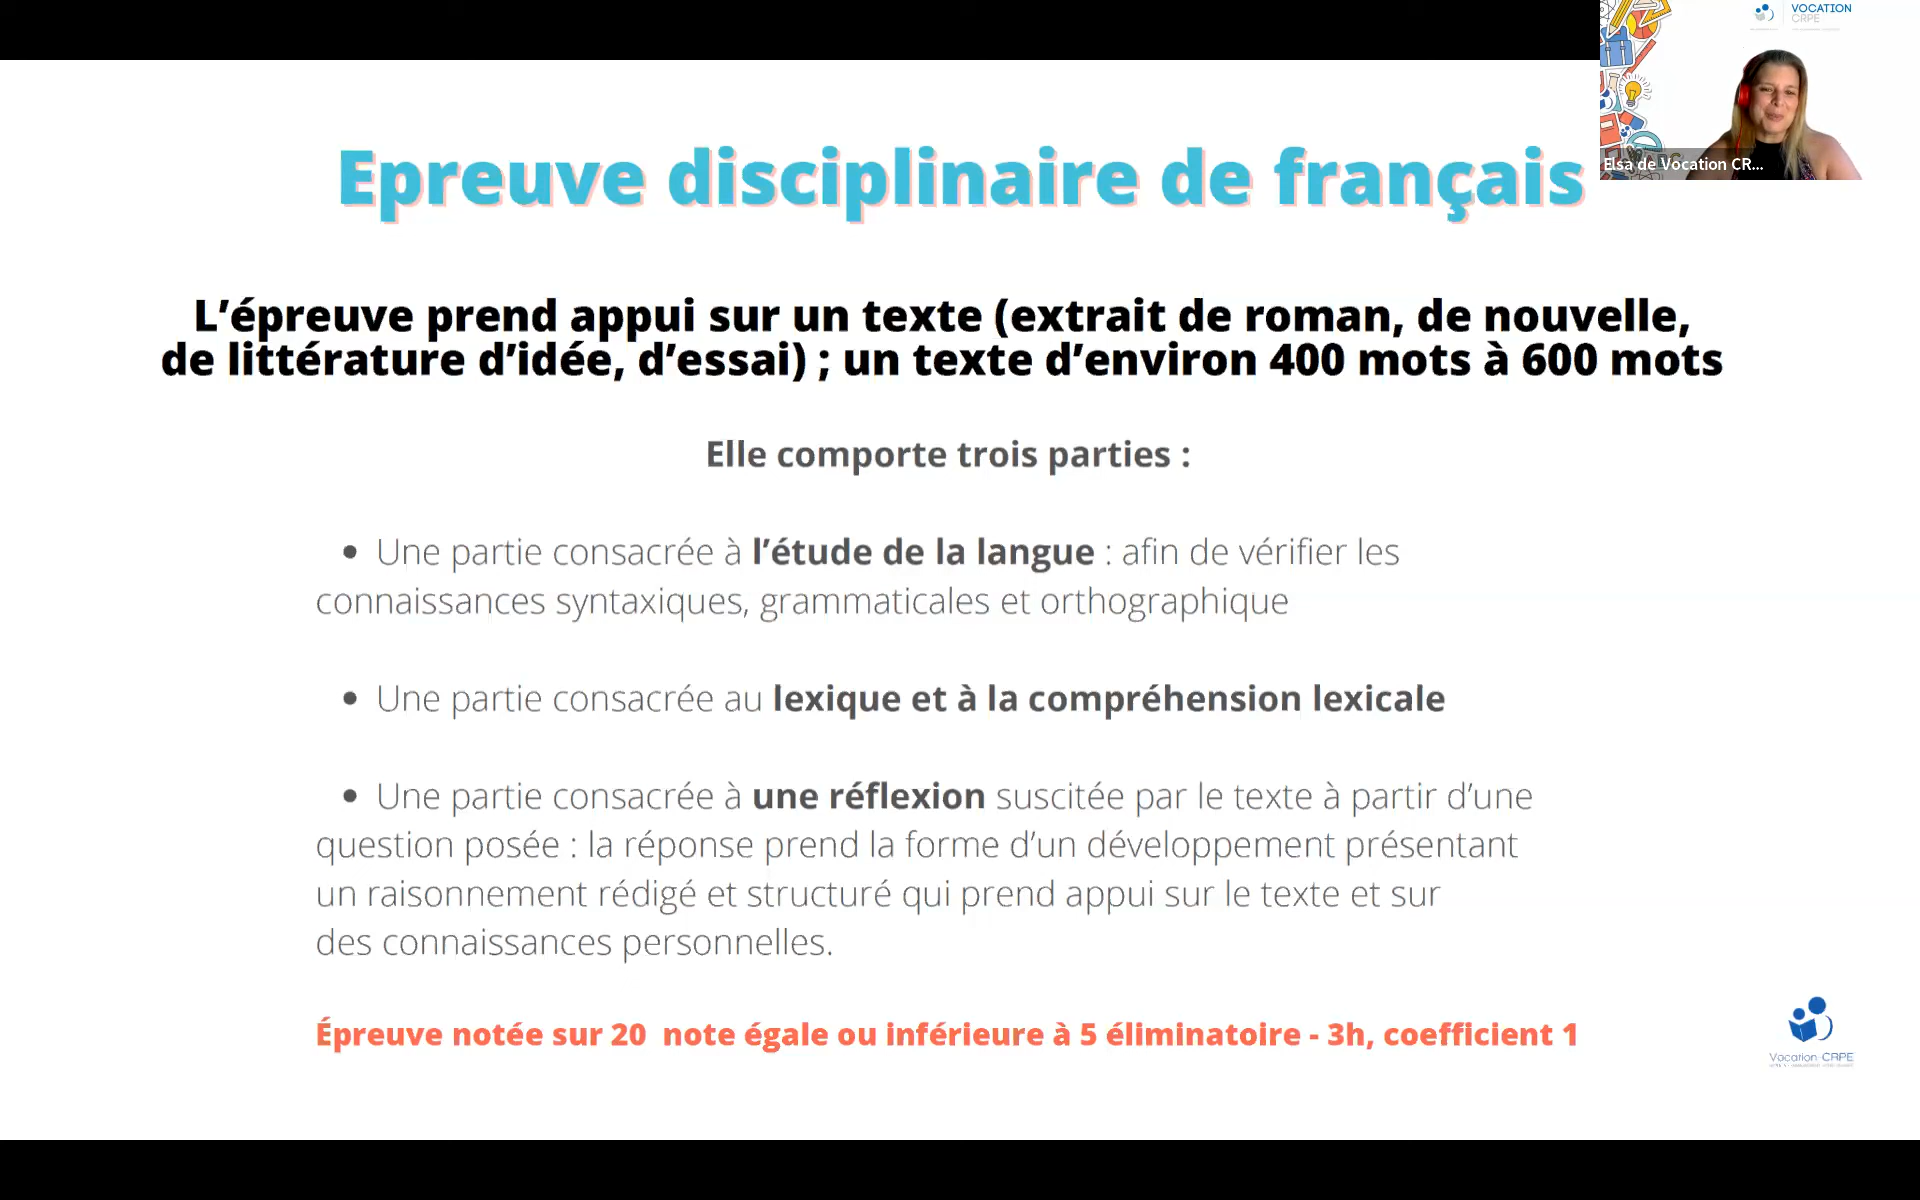 VOCATION
CRPE
Elsa de Vocation CR...
Epreuve disciplinaire de français
L’épreuve prend appui sur un texte (extrait de roman, de nouvelle,
de littérature d’idée, d’essai) ; un texte d’environ 400 mots à 600 mots
Elle comporte trois parties :
• Une partie consacrée à l’étude de la langue : afin de vérifier les
connaissances syntaxiques, grammaticales et orthographique
• Une partie consacrée au lexique et à la compréhension lexicale
• Une partie consacrée à une réflexion suscitée par le texte à partir d’une
question posée : la réponse prend la forme d’un développement présentant
un raisonnement rédigé et structuré qui prend appui sur le texte et sur
des connaissances personnelles.
Épreuve notée sur 20 note égale ou inférieure à 5 éliminatoire - 3h, coefficient 1
Vocation CRPE